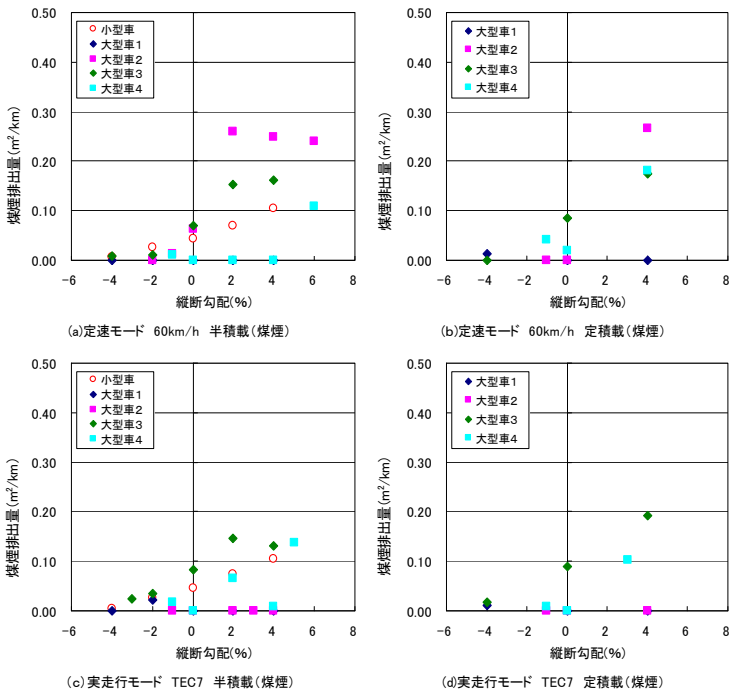 0.50
0.40
0.30
0.20
0.10
0.00
煤煙排出量(m²/km)
小型車
大型車1
大型車2
大型車3
大型車4
-6 -4 -2 0 2 4 6 8
縦断勾配(%)
(a)定速モード 60km/h 半積載(煤煙)
0.50
0.40
0.30
0.20
0.10
0.00
煤煙排出量(m²/km)
大型車1
大型車2
大型車3
大型車4
-6 -4 -2 0 2 4 6 8
縦断勾配(%)
(b)定速モード 60km/h 定積載(煤煙)
0.50
0.40
0.30
0.20
0.10
0.00
煤煙排出量(m²/km)
小型車
大型車1
大型車2
大型車3
大型車4
-6 -4 -2 0 2 4 6 8
縦断勾配(%)
(c)実走行モード TEC7 半積載(煤煙)
0.50
0.40
0.30
0.20
0.10
0.00
煤煙排出量(m²/km)
大型車1
大型車2
大型車3
大型車4
-6 -4 -2 0 2 4 6 8
縦断勾配(%)
(d)実走行モード TEC7 定積載(煤煙)